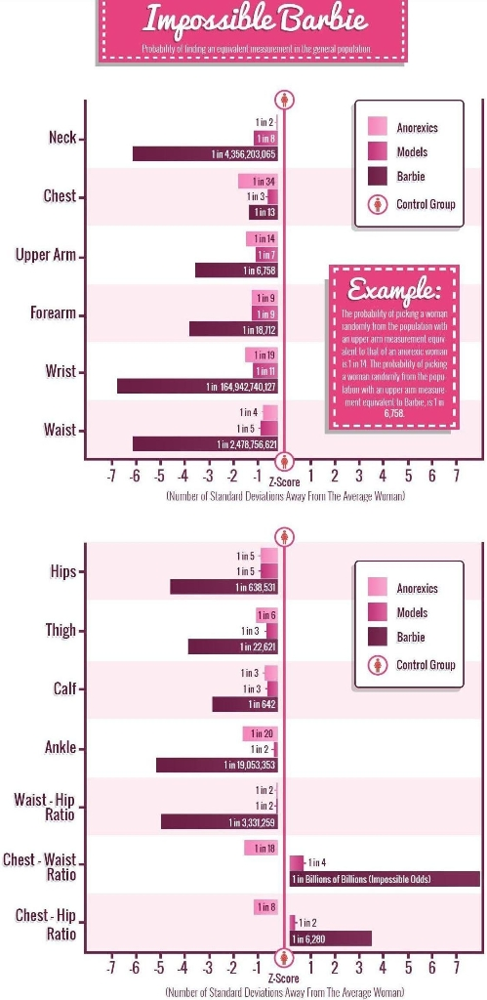 Impossible Barbie
Probability of finding an equivalent measurement in the general population.
Anorexics
Models
Barbie
Control Group
Neck
1 in 2
1 in 8
1 in 4,356,203,065
Chest
1 in 34
1 in 3
1 in 13
Upper Arm
1 in 14
1 in 7
1 in 6,758
Forearm
1 in 9
1 in 9
1 in 18,712
Wrist
1 in 19
1 in 11
1 in 164,942,740,127
Waist
1 in 4
1 in 5
1 in 2,478,756,621
Example:
The probability of picking a woman
randomly from the population with
an upper arm measurement equiv
alent to that of an anorexic woman
is 1 in 14. The probability of picking
a woman randomly from the popu-
lation with an upper arm measure
ment equivalent to Barbie, is 1 in
6,758.
-7 -6 -5 -4 -3 -2 -1 1 2 3 4 5 6 7
Z-Score
(Number of Standard Deviations Away From The Average Woman)
Anorexics
Models
Barbie
Control Group
Hips
1 in 5
1 in 5
1 in 638,531
Thigh
1 in 6
1 in 3
1 in 22,621
Calf
1 in 3
1 in 3
1 in 642
Ankle
1 in 20
1 in 2
1 in 19,053,353
Waist - Hip
Ratio
1 in 2
1 in 2
1 in 3,331,259
Chest - Waist
Ratio
1 in 18
1 in 4
1 in Billions of Billions (Impossible Odds)
Chest - Hip
Ratio
1 in 8
1 in 2
1 in 6,280
-7 -6 -5 -4 -3 -2 -1 1 2 3 4 5 6 7
Z-Score
(Number of Standard Deviations Away From The Average Woman)